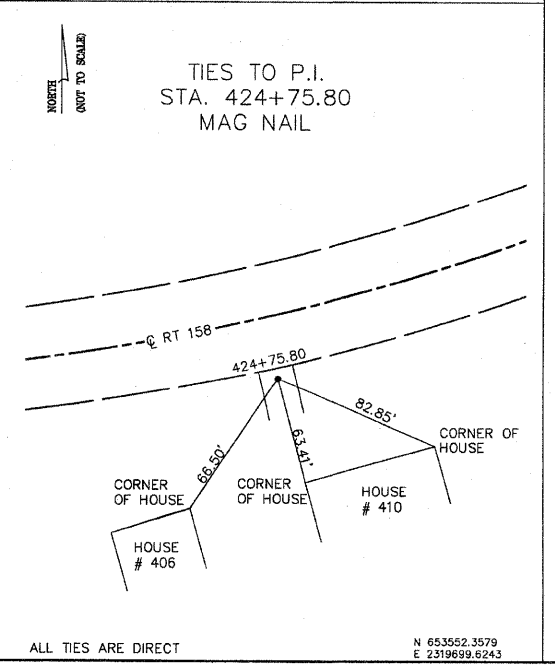 NORTH
(NOT TO SCALE)
TIES TO P.I.
STA. 424+75.80
MAG NAIL
℄ RT 158
424+75.80
66.50'
63.41'
82.85'
CORNER OF
HOUSE
CORNER
OF HOUSE
CORNER
OF HOUSE
HOUSE
# 410
HOUSE
# 406
ALL TIES ARE DIRECT
N 653552.3579
E 2319699.6243